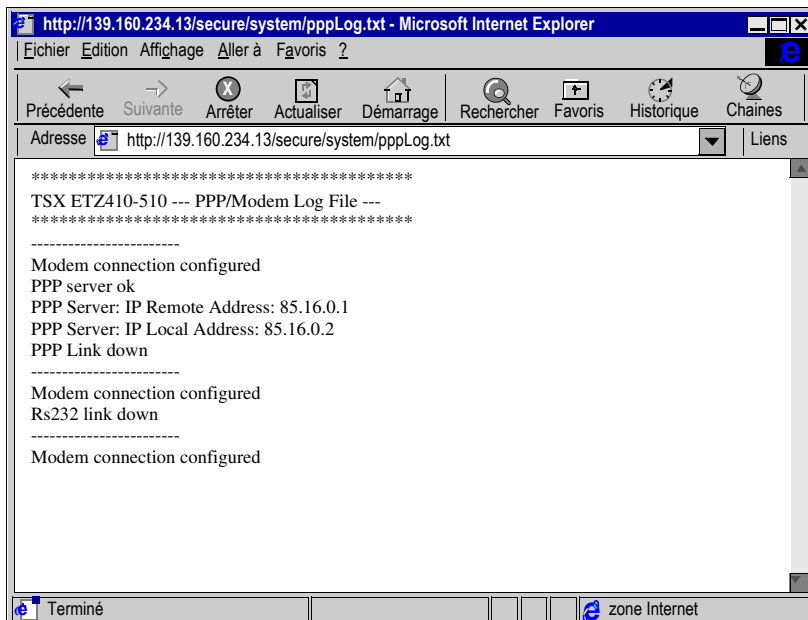 http://139.160.234.13/secure/system/pppLog.txt - Microsoft Internet Explorer
Fichier Edition Affichage Aller à Favoris ?
Précédente Suivante Arrêter Actualiser Démarrage Rechercher Favoris Historique Chaines
Adresse http://139.160.234.13/secure/system/pppLog.txt Liens
*****************************************
TSX ETZ410-510 --- PPP/Modem Log File ---
*****************************************
------------------------
Modem connection configured
PPP server ok
PPP Server: IP Remote Address: 85.16.0.1
PPP Server: IP Local Address: 85.16.0.2
PPP Link down
------------------------
Modem connection configured
Rs232 link down
------------------------
Modem connection configured
Terminé zone Internet